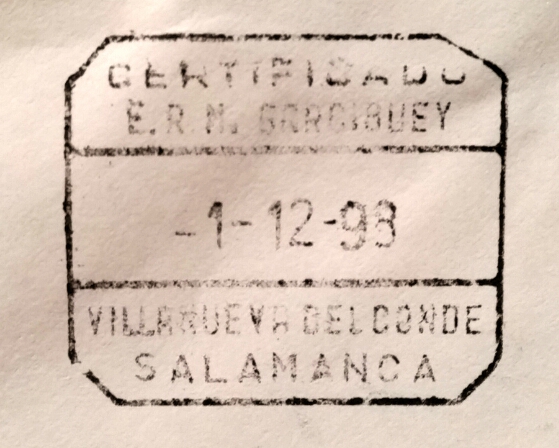 CERTIFICADO
E.R.M. GARCIBUEY
-1-12-98
VILLANUEVA DEL CONDE
SALAMANCA